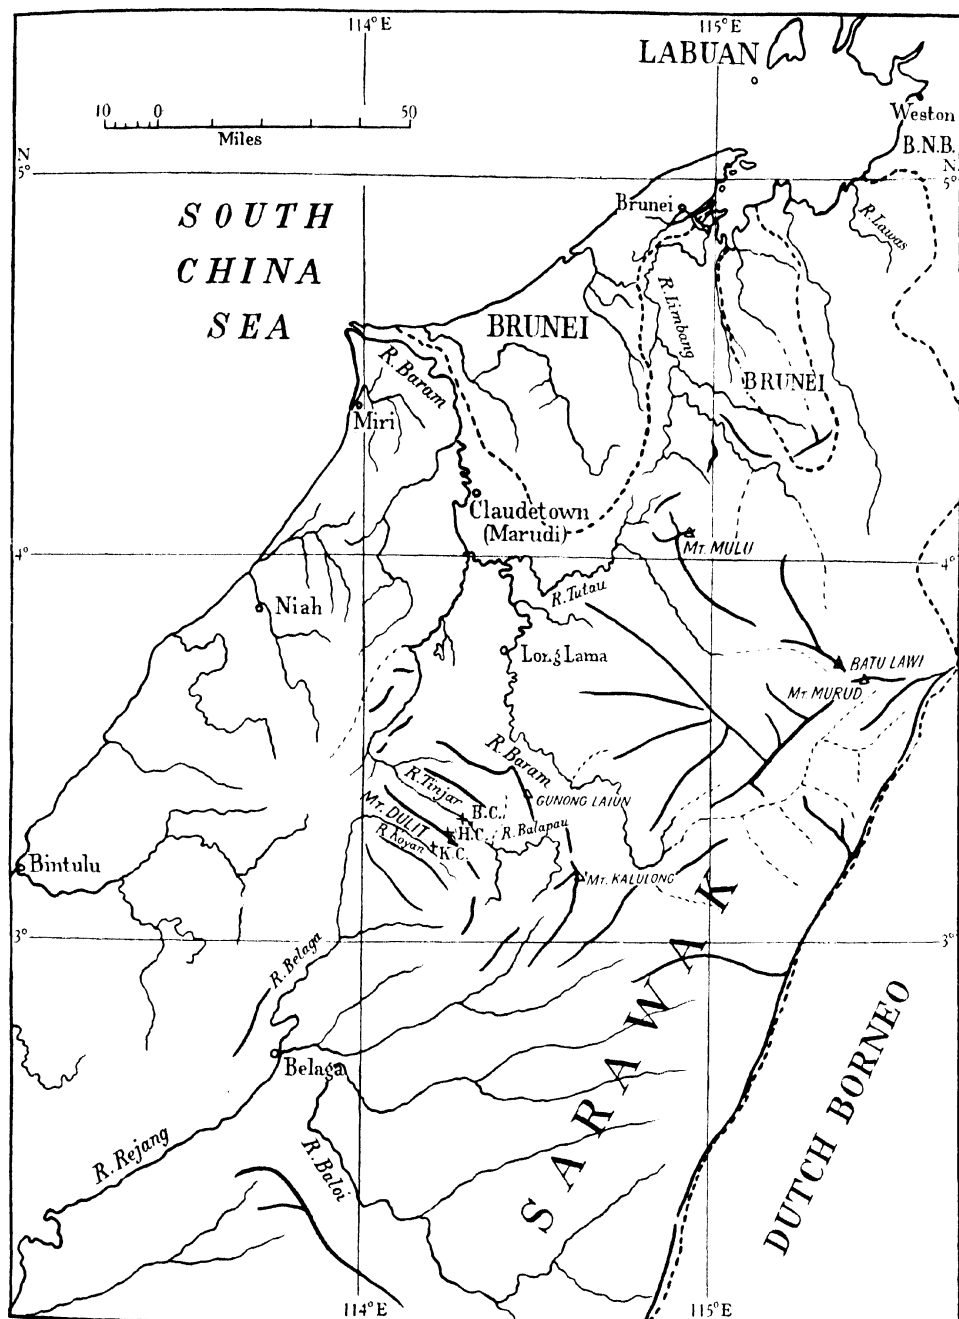 114°E
115°E
LABUAN
10 0 50
Miles
Weston
B.N.B.
N
5°
N.
5°
SOUTH
CHINA
SEA
Brunei
R. Lawas
R. Limbang
BRUNEI
BRUNEI
R. Baram
Miri
Claudetown
(Marudi)
MT. MULU
4°
4°
R. Tutau
Niah
Long Lama
BATU LAWI
MT. MURUD
R. Baram
R. Tinjar
GUNONG LAIUN
MT. DULIT
B.C.
H.C.
R. Balapau
R. Koyan
K.C.
Bintulu
MT. KALULONG
3°
3°
R. Belaga
SARAWAK
DUTCH BORNEO
Belaga
R. Rejang
R. Baloi
114°E
115°E